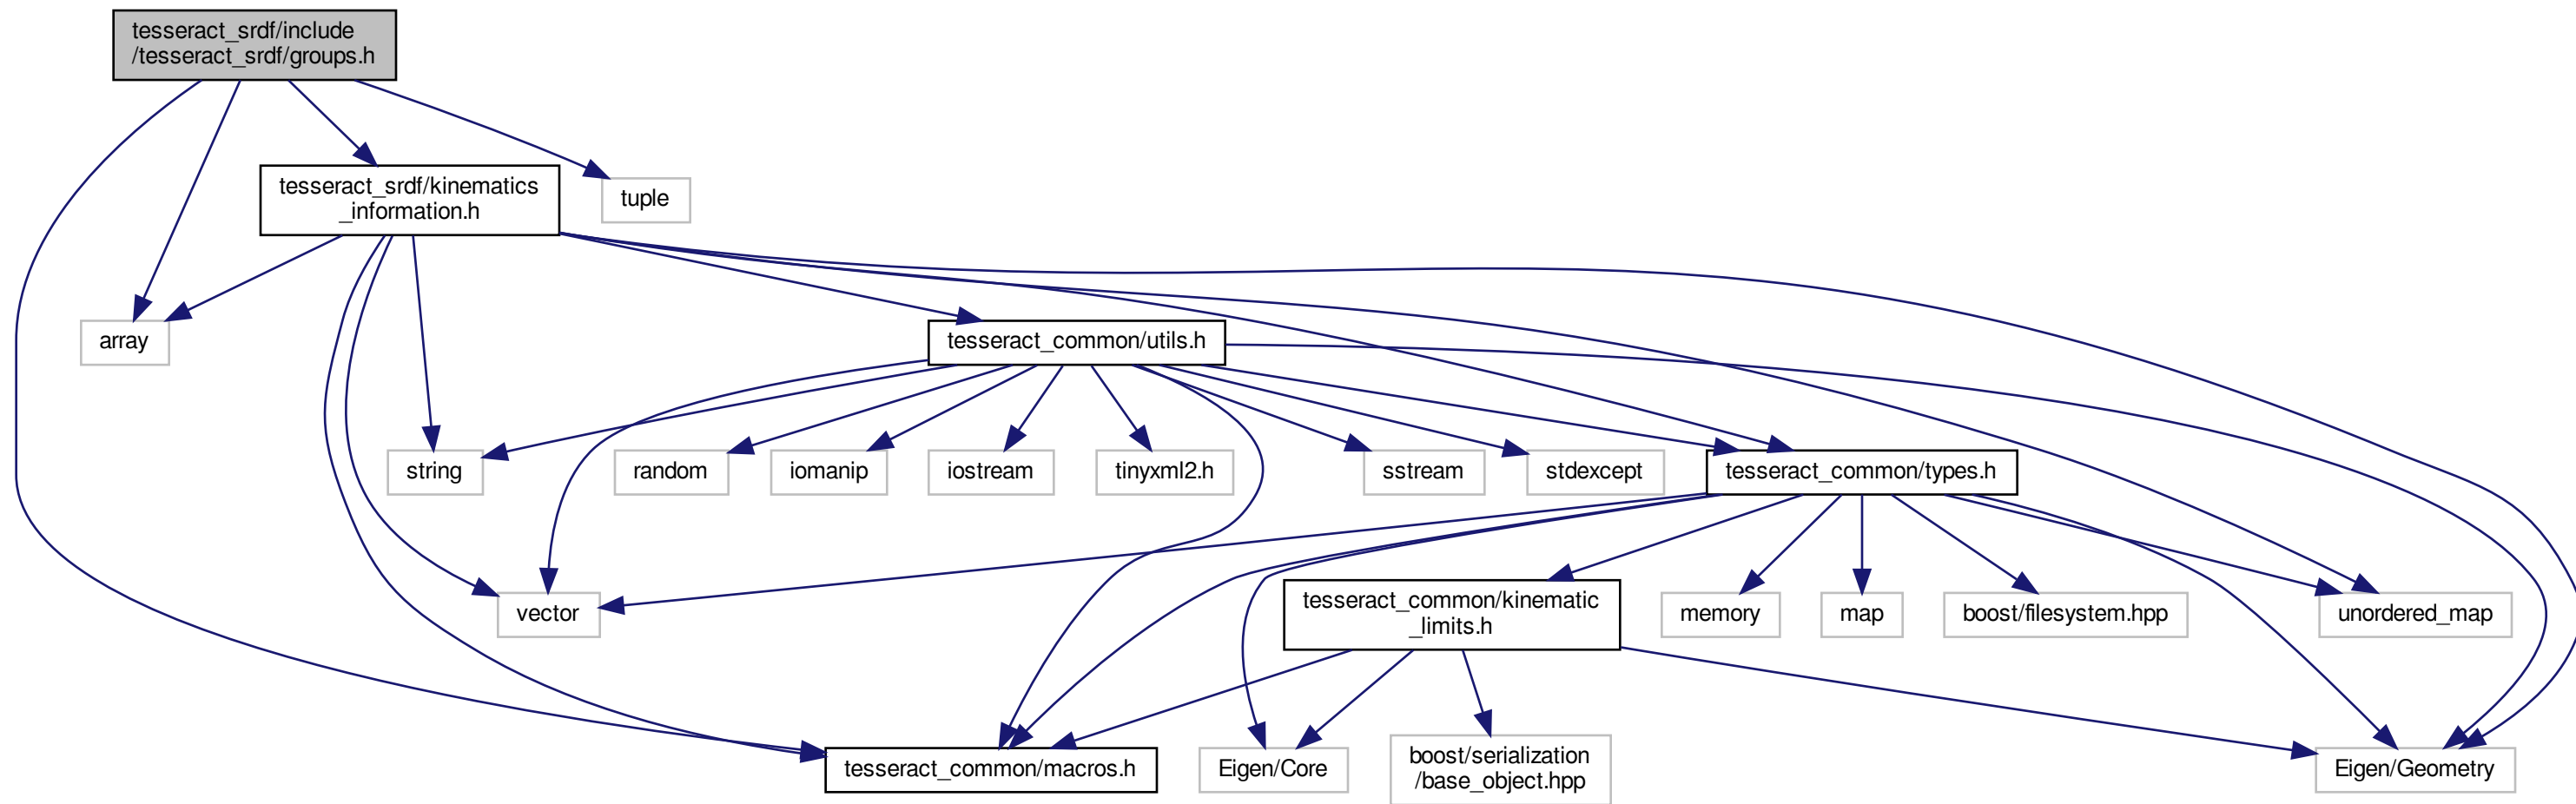 tesseract_srdf/include
/tesseract_srdf/groups.h
tesseract_srdf/kinematics
_information.h
tuple
array
tesseract_common/utils.h
string
random
iomanip
iostream
tinyxml2.h
sstream
stdexcept
tesseract_common/types.h
vector
tesseract_common/kinematic
_limits.h
memory
map
boost/filesystem.hpp
unordered_map
tesseract_common/macros.h
Eigen/Core
boost/serialization
/base_object.hpp
Eigen/Geometry